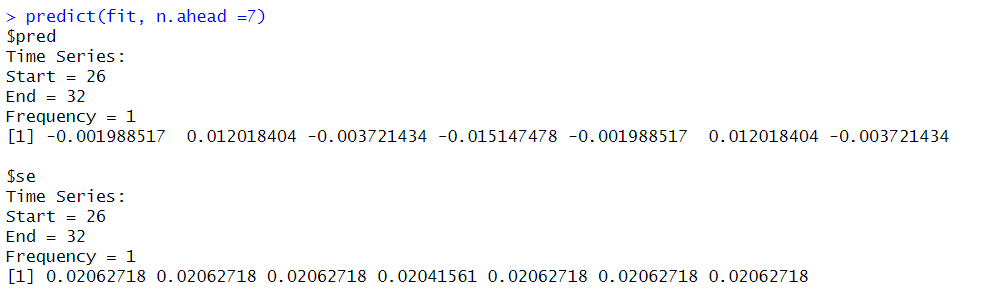 > predict(fit, n.ahead =7)
$pred
Time Series:
Start = 26
End = 32
Frequency = 1
[1] -0.001988517  0.012018404 -0.003721434 -0.015147478 -0.001988517  0.012018404 -0.003721434
$se
Time Series:
Start = 26
End = 32
Frequency = 1
[1] 0.02062718 0.02062718 0.02062718 0.02041561 0.02062718 0.02062718 0.02062718